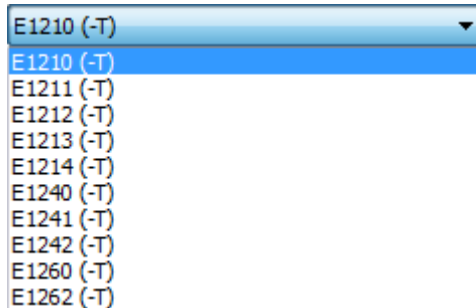 E1210 (-T)
E1210 (-T)
E1211 (-T)
E1212 (-T)
E1213 (-T)
E1214 (-T)
E1240 (-T)
E1241 (-T)
E1242 (-T)
E1260 (-T)
E1262 (-T)